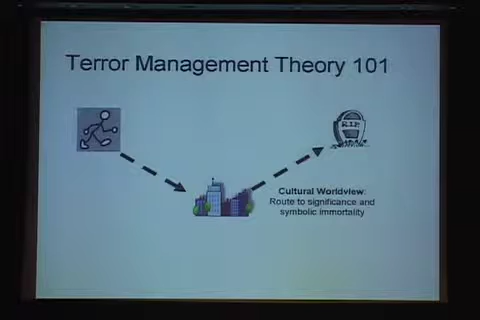 Terror Management Theory 101
R.I.P.
Cultural Worldview:
Route to significance and
symbolic immortality